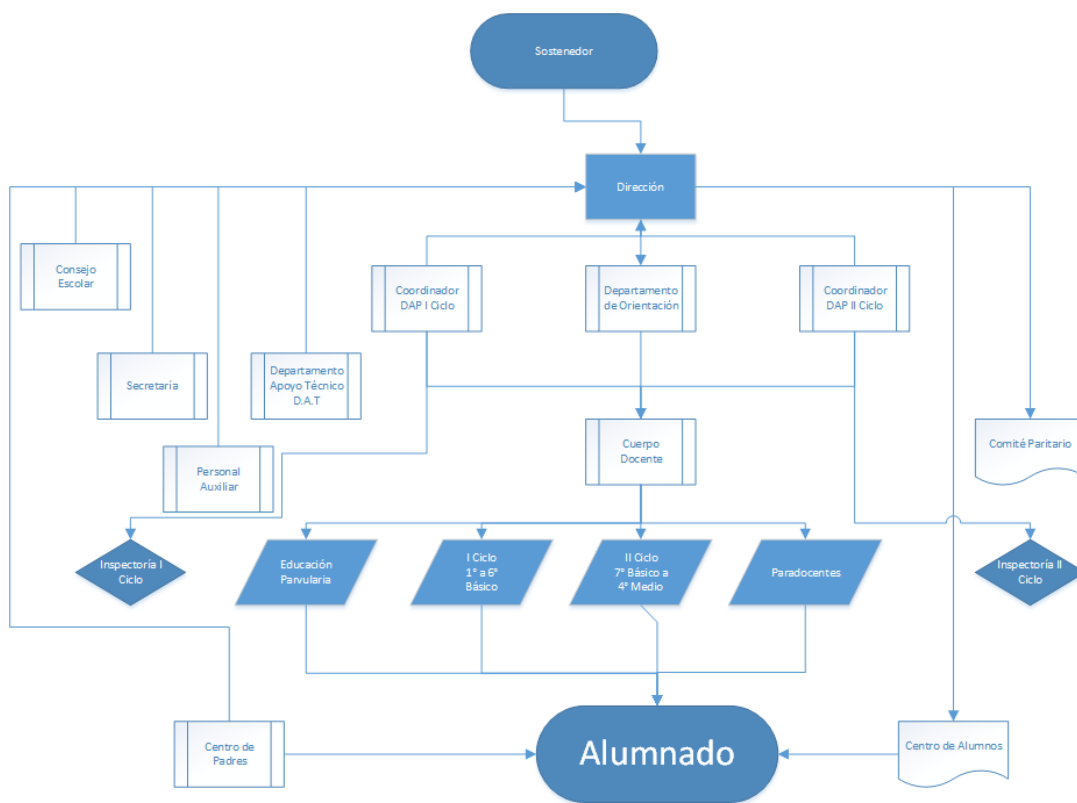 Sostenedor
Dirección
Consejo
Escolar
Coordinador
DAP I Ciclo
Departamento
de Orientación
Coordinador
DAP II Ciclo
Secretaría
Departamento
Apoyo Técnico
D.A.T
Personal
Auxiliar
Cuerpo
Docente
Comité Paritario
Inspectoría I
Ciclo
Educación
Parvularia
I Ciclo
1° a 6°
Básico
II Ciclo
7° Básico a
4° Medio
Paradocentes
Inspectoría II
Ciclo
Centro de
Padres
Alumnado
Centro de Alumnos